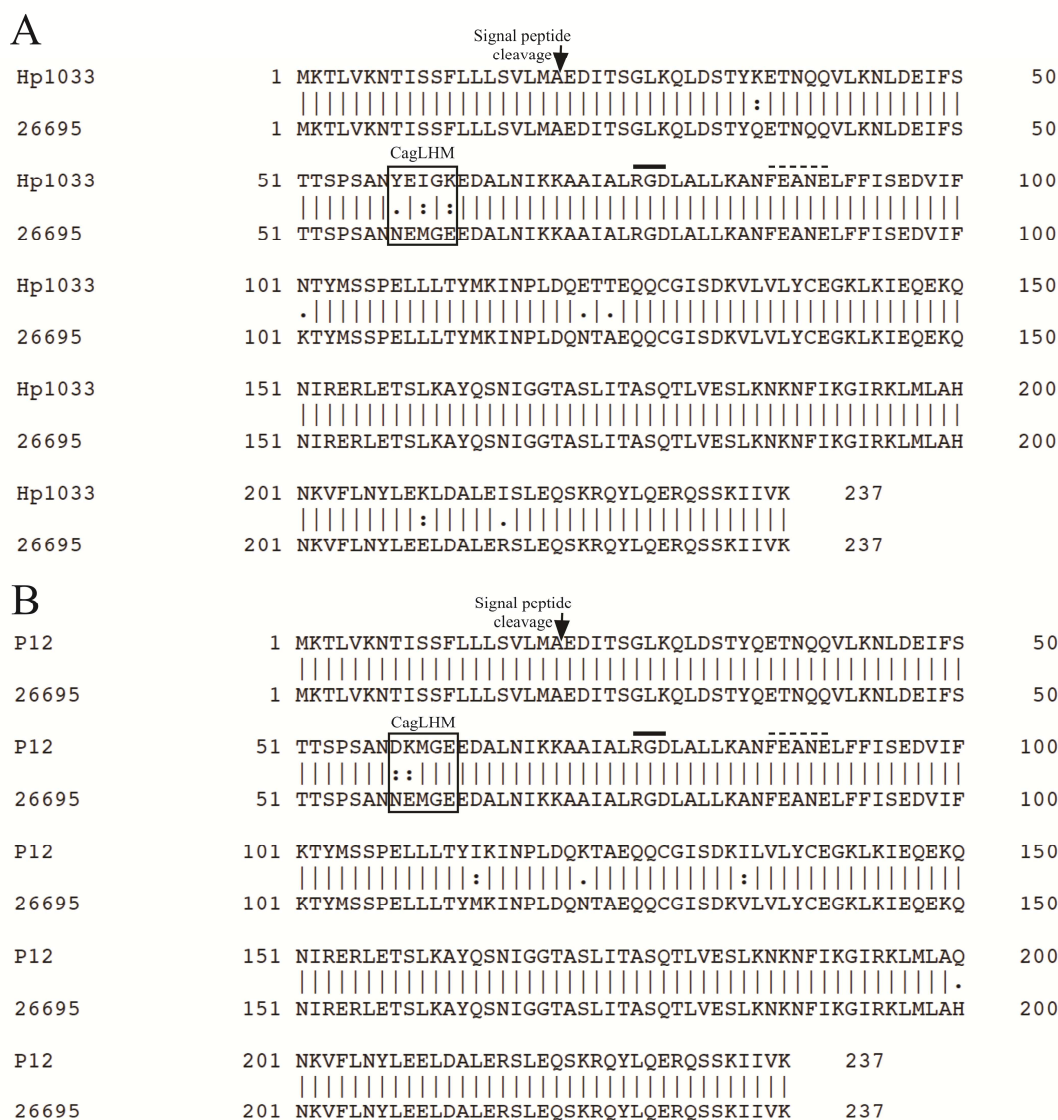 A
Signal peptide
cleavage
Hp1033 1 MKTLVKNTISSFLLLSVLMAEDITSGLKQLDSTYKETNQQVLKNLDEIFS 50
||||||||||||||||||||||||||||||||||:|||||||||||||||
26695 1 MKTLVKNTISSFLLLSVLMAEDITSGLKQLDSTYQETNQQVLKNLDEIFS 50
CagLHM
Hp1033 51 TTSPSANYEIGKEDALNIKKAAIALRGDLALLKANFEANELFFISEDVIF 100
|||||||.|:|:||||||||||||||||||||||||||||||||||||||
26695 51 TTSPSANNEMGEEDALNIKKAAIALRGDLALLKANFEANELFFISEDVIF 100
Hp1033 101 NTYMSSPELLLTYMKINPLDQETTEQQCGISDKVLVLYCEGKLKIEQEKQ 150
.||||||||||||||||||||.|.||||||||||||||||||||||||||
26695 101 KTYMSSPELLLTYMKINPLDQNTAEQQCGISDKVLVLYCEGKLKIEQEKQ 150
Hp1033 151 NIRERLETSLKAYQSNIGGTASLITASQTLVESLKNKNFIKGIRKLMLAH 200
||||||||||||||||||||||||||||||||||||||||||||||||||
26695 151 NIRERLETSLKAYQSNIGGTASLITASQTLVESLKNKNFIKGIRKLMLAH 200
Hp1033 201 NKVFLNYLEKLDALEISLEQSKRQYLQERQSSKIIVK 237
|||||||||:|||||.|||||||||||||||||||||
26695 201 NKVFLNYLEELDALERSLEQSKRQYLQERQSSKIIVK 237
B
Signal peptide
cleavage
P12 1 MKTLVKNTISSFLLLSVLMAEDITSGLKQLDSTYQETNQQVLKNLDEIFS 50
||||||||||||||||||||||||||||||||||||||||||||||||||
26695 1 MKTLVKNTISSFLLLSVLMAEDITSGLKQLDSTYQETNQQVLKNLDEIFS 50
CagLHM
P12 51 TTSPSANDKMGEEDALNIKKAAIALRGDLALLKANFEANELFFISEDVIF 100
|||||||::|||||||||||||||||||||||||||||||||||||||||
26695 51 TTSPSANNEMGEEDALNIKKAAIALRGDLALLKANFEANELFFISEDVIF 100
P12 101 KTYMSSPELLLTYIKINPLDQKTAEQQCGISDKILVLYCEGKLKIEQEKQ 150
|||||||||||||:|||||||.|||||||||||:||||||||||||||||
26695 101 KTYMSSPELLLTYMKINPLDQNTAEQQCGISDKVLVLYCEGKLKIEQEKQ 150
P12 151 NIRERLETSLKAYQSNIGGTASLITASQTLVESLKNKNFIKGIRKLMLAQ 200
|||||||||||||||||||||||||||||||||||||||||||||||||.
26695 151 NIRERLETSLKAYQSNIGGTASLITASQTLVESLKNKNFIKGIRKLMLAH 200
P12 201 NKVFLNYLEELDALERSLEQSKRQYLQERQSSKIIVK 237
|||||||||||||||||||||||||||||||||||||
26695 201 NKVFLNYLEELDALERSLEQSKRQYLQERQSSKIIVK 237